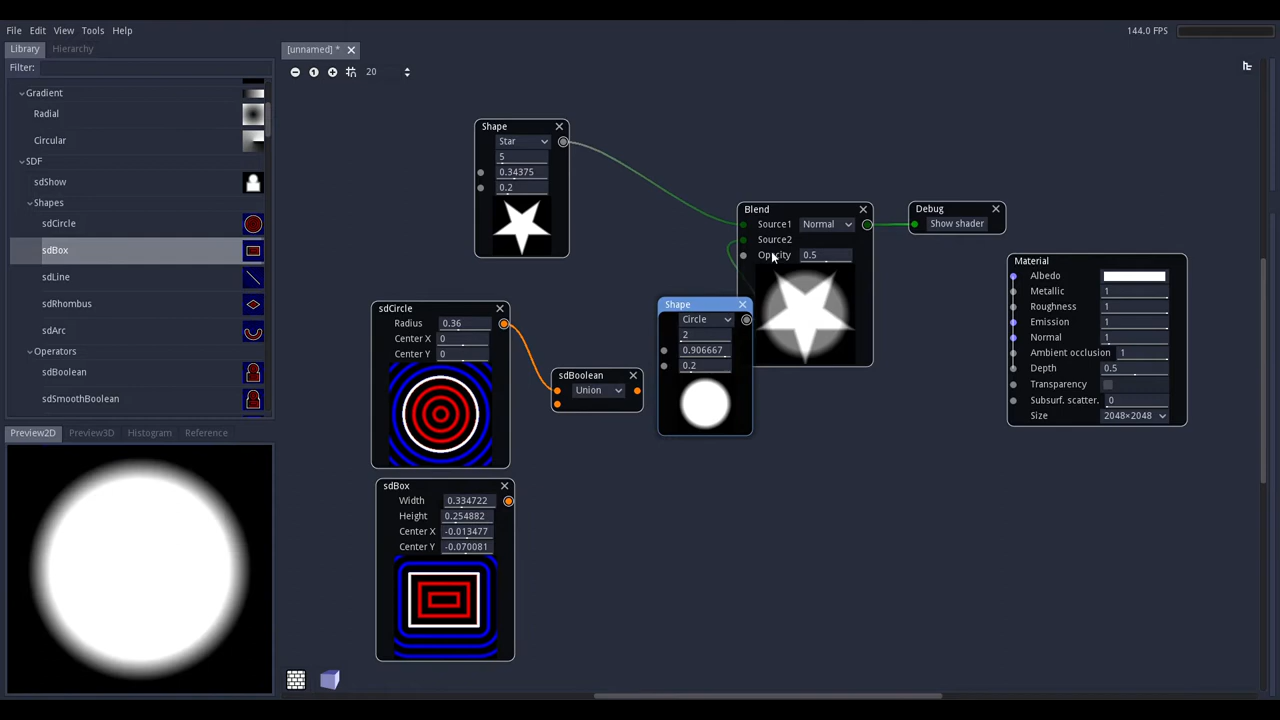 File Edit View Tools Help
144.0 FPS
Library Hierarchy
[unnamed] *
Filter:
20
Gradient
Radial
Circular
SDF
sdShow
Shapes
sdCircle
sdBox
sdLine
sdRhombus
sdArc
Operators
sdBoolean
sdSmoothBoolean
Shape
Star
5
0.34375
0.2
Blend
Source1 Normal
Source2
Opacity 0.5
Debug
Show shader
Material
Albedo
Metallic 1
Roughness 1
Emission 1
Normal 1
Ambient occlusion 1
Depth 0.5
Transparency
Subsurf. scatter. 0
Size 2048×2048
sdCircle
Radius 0.36
Center X 0
Center Y 0
sdBoolean
Union
Shape
Circle
2
0.906667
0.2
sdBox
Width 0.334722
Height 0.254882
Center X -0.013477
Center Y -0.070081
Preview2D Preview3D Histogram Reference